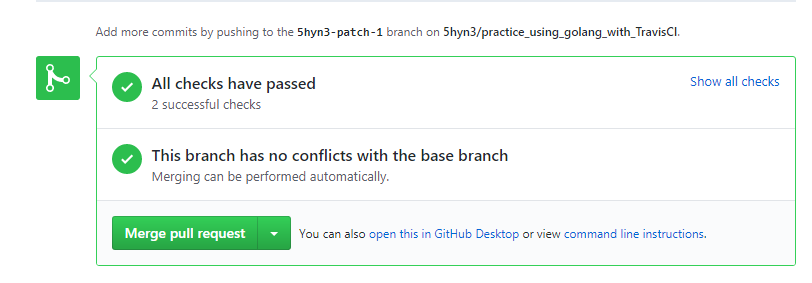 Add more commits by pushing to the 5hyn3-patch-1 branch on 5hyn3/practice_using_golang_with_TravisCI.
All checks have passed
Show all checks
2 successful checks
This branch has no conflicts with the base branch
Merging can be performed automatically.
Merge pull request
You can also open this in GitHub Desktop or view command line instructions.